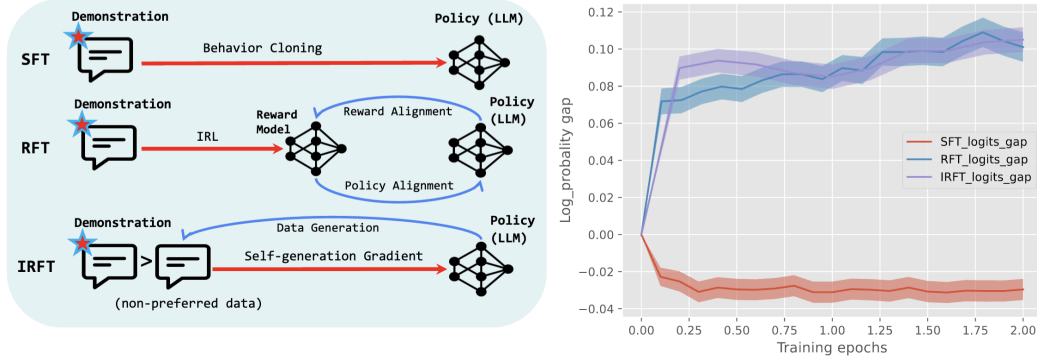 Demonstration
Policy (LLM)
SFT
Behavior Cloning
Demonstration
Reward
Model
Reward Alignment
Policy
(LLM)
RFT
IRL
Policy Alignment
Demonstration
Data Generation
Policy
(LLM)
IRFT
>
Self-generation Gradient
(non-preferred data)
Log_probality gap
0.12
0.10
0.08
0.06
0.04
0.02
0.00
−0.02
−0.04
SFT_logits_gap
RFT_logits_gap
IRFT_logits_gap
0.00 0.25 0.50 0.75 1.00 1.25 1.50 1.75 2.00
Training epochs